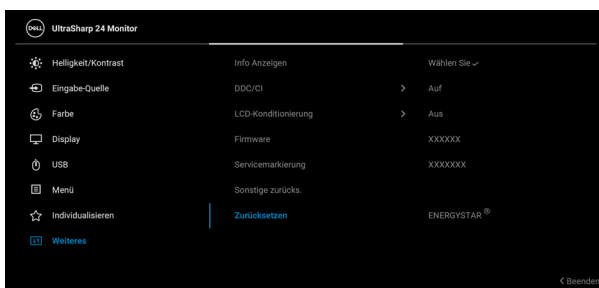 DELL UltraSharp 24 Monitor
Helligkeit/Kontrast Info Anzeigen Wählen Sie ✓
Eingabe-Quelle DDC/CI > Auf
Farbe LCD-Konditionierung > Aus
Display Firmware XXXXXX
USB Servicemarkierung XXXXXXX
Menü Sonstige zurücks.
Individualisieren Zurücksetzen ENERGYSTAR ®
Weiteres
< Beenden